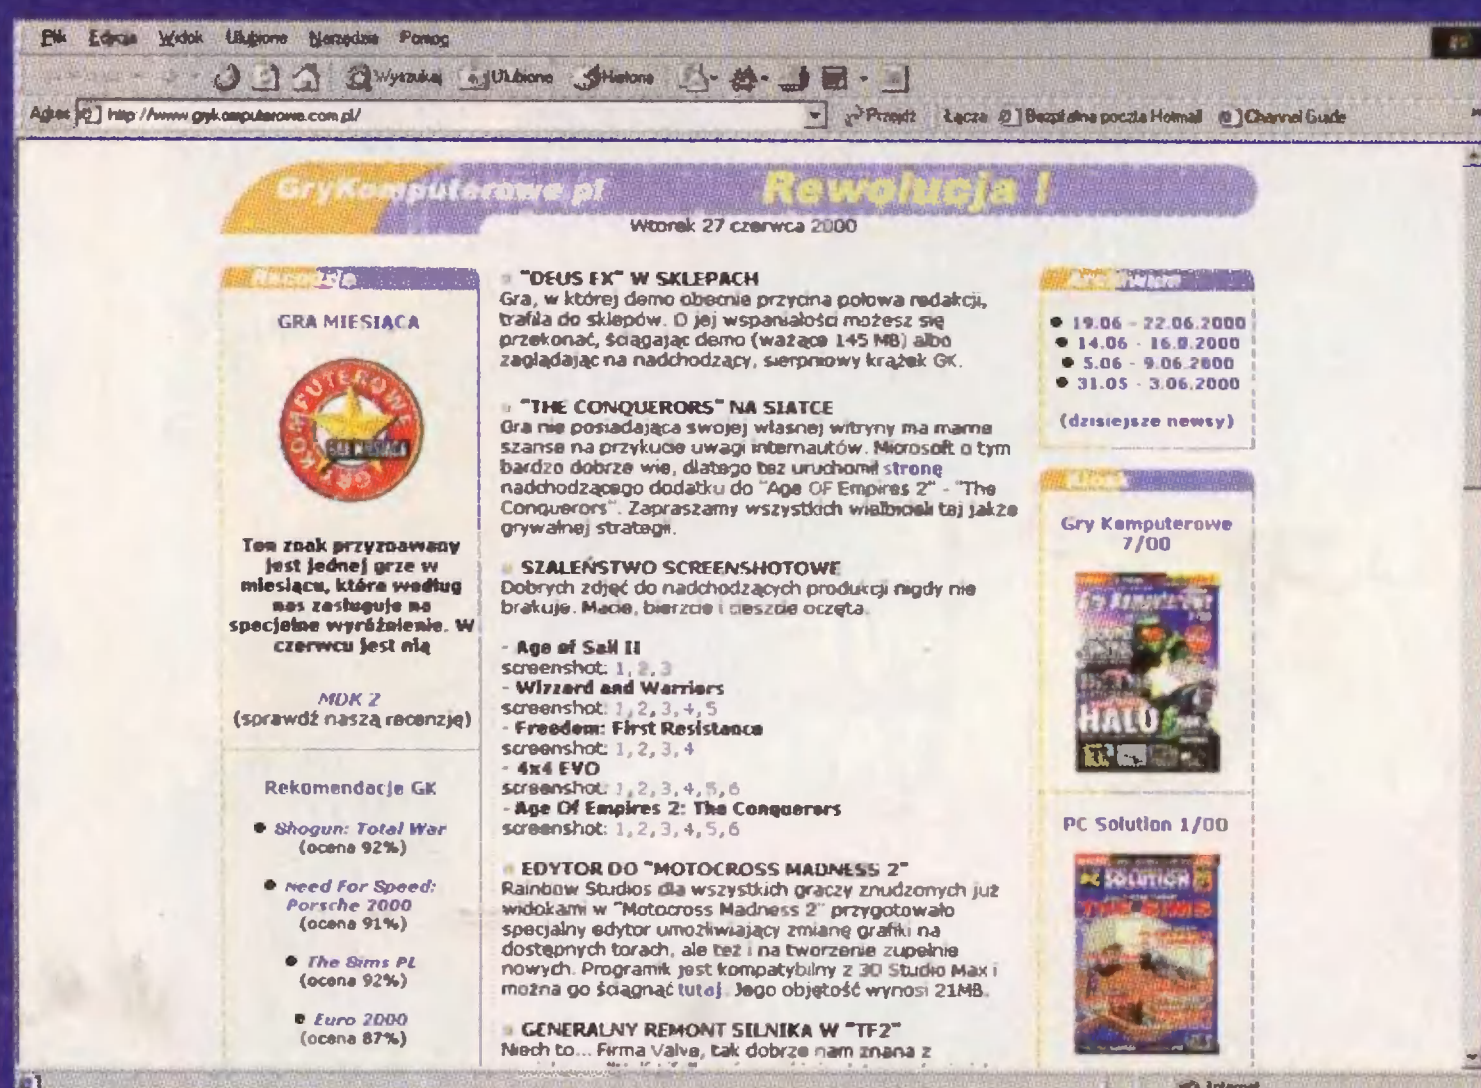 Plik Edycja Widok Ulubione Narzędzia Pomoc
Wyszukaj Ulubione Historia
Adres http://www.grykomputerowe.com.pl/ Przejdź Łącza Bezpłatna poczta Hotmail Channel Guide
GryKomputerowe.pl Rewolucja !
Wtorek 27 czerwca 2000
GRA MIESIĄCA
KOMPUTEROWE
GRA MIESIĄCA
GRY
Ten znak przyznawany
jest jednej grze w
miesiącu, które według
nas zasługuje na
specjalne wyróżnienie. W
czerwcu jest nią
MDK 2
(sprawdź naszą recenzję)
Rekomendacje GK
Shogun: Total War
(ocena 92%)
Need For Speed:
Porsche 2000
(ocena 91%)
The Sims PL
(ocena 92%)
Euro 2000
(ocena 87%)
"DEUS EX" W SKLEPACH
Gra, w której demo obecnie przycina połowa redakcji,
trafiła do sklepów. O jej wspaniałości możesz się
przekonać, ściągając demo (ważące 145 MB) albo
zaglądając na nadchodzący, sierpniowy krążek GK.
"THE CONQUERORS" NA SIATCE
Gra nie posiadająca swojej własnej witryny ma marne
szanse na przykucie uwagi internautów. Microsoft o tym
bardzo dobrze wie, dlatego też uruchomił stronę
nadchodzącego dodatku do "Age OF Empires 2" - "The
Conquerors". Zapraszamy wszystkich wielbicieli tej jakże
grywalnej strategii.
SZALEŃSTWO SCREENSHOTOWE
Dobrych zdjęć do nadchodzących produkcji nigdy nie
brakuje. Macie, bierzcie i cieszcie oczęta.
- Age of Sail II
screenshot: 1, 2, 3
- Wizzard and Warriors
screenshot: 1, 2, 3, 4, 5
- Freedom: First Resistance
screenshot: 1, 2, 3, 4
- 4x4 EVO
screenshot: 1, 2, 3, 4, 5, 6
- Age Of Empires 2: The Conquerors
screenshot: 1, 2, 3, 4, 5, 6
EDYTOR DO "MOTOCROSS MADNESS 2"
Rainbow Studios dla wszystkich graczy znudzonych już
widokami w "Motocross Madness 2" przygotowało
specjalny edytor umożliwiający zmianę grafiki na
dostępnych torach, ale też i na tworzenie zupełnie
nowych. Programik jest kompatybilny z 3D Studio Max i
można go ściągnąć tutaj. Jego objętość wynosi 21MB.
GENERALNY REMONT SILNIKA W "TF2"
Niech to... Firma Valve, tak dobrze nam znana z
Archiwum
19.06 - 22.06.2000
14.06 - 16.0.2000
5.06 - 9.06.2000
31.05 - 3.06.2000
(dzisiejsze newsy)
Kiosk
Gry Komputerowe
7/00
HALO
PC Solution 1/00
SOLUTION
THE SIMS
Internet